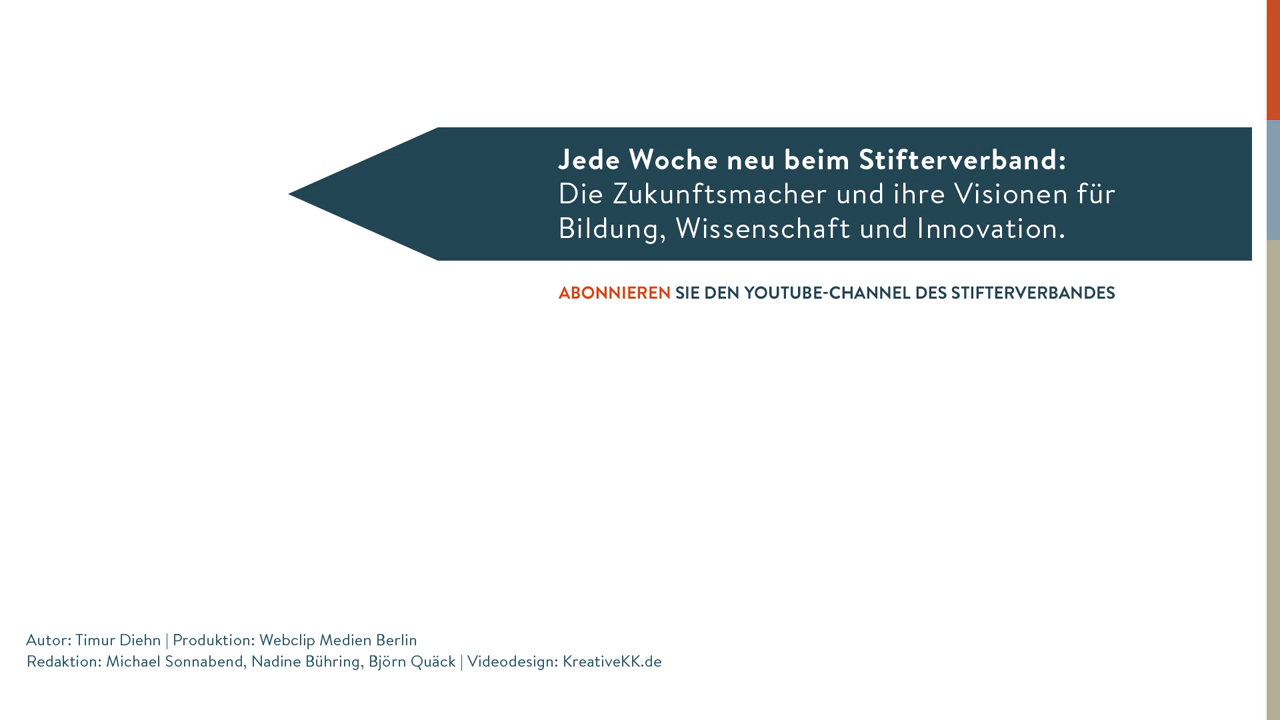 Jede Woche neu beim Stifterverband:
Die Zukunftsmacher und ihre Visionen für
Bildung, Wissenschaft und Innovation.
ABONNIEREN SIE DEN YOUTUBE-CHANNEL DES STIFTERVERBANDES
Autor: Timur Diehn | Produktion: Webclip Medien Berlin
Redaktion: Michael Sonnabend, Nadine Bühring, Björn Quäck | Videodesign: KreativeKK.de